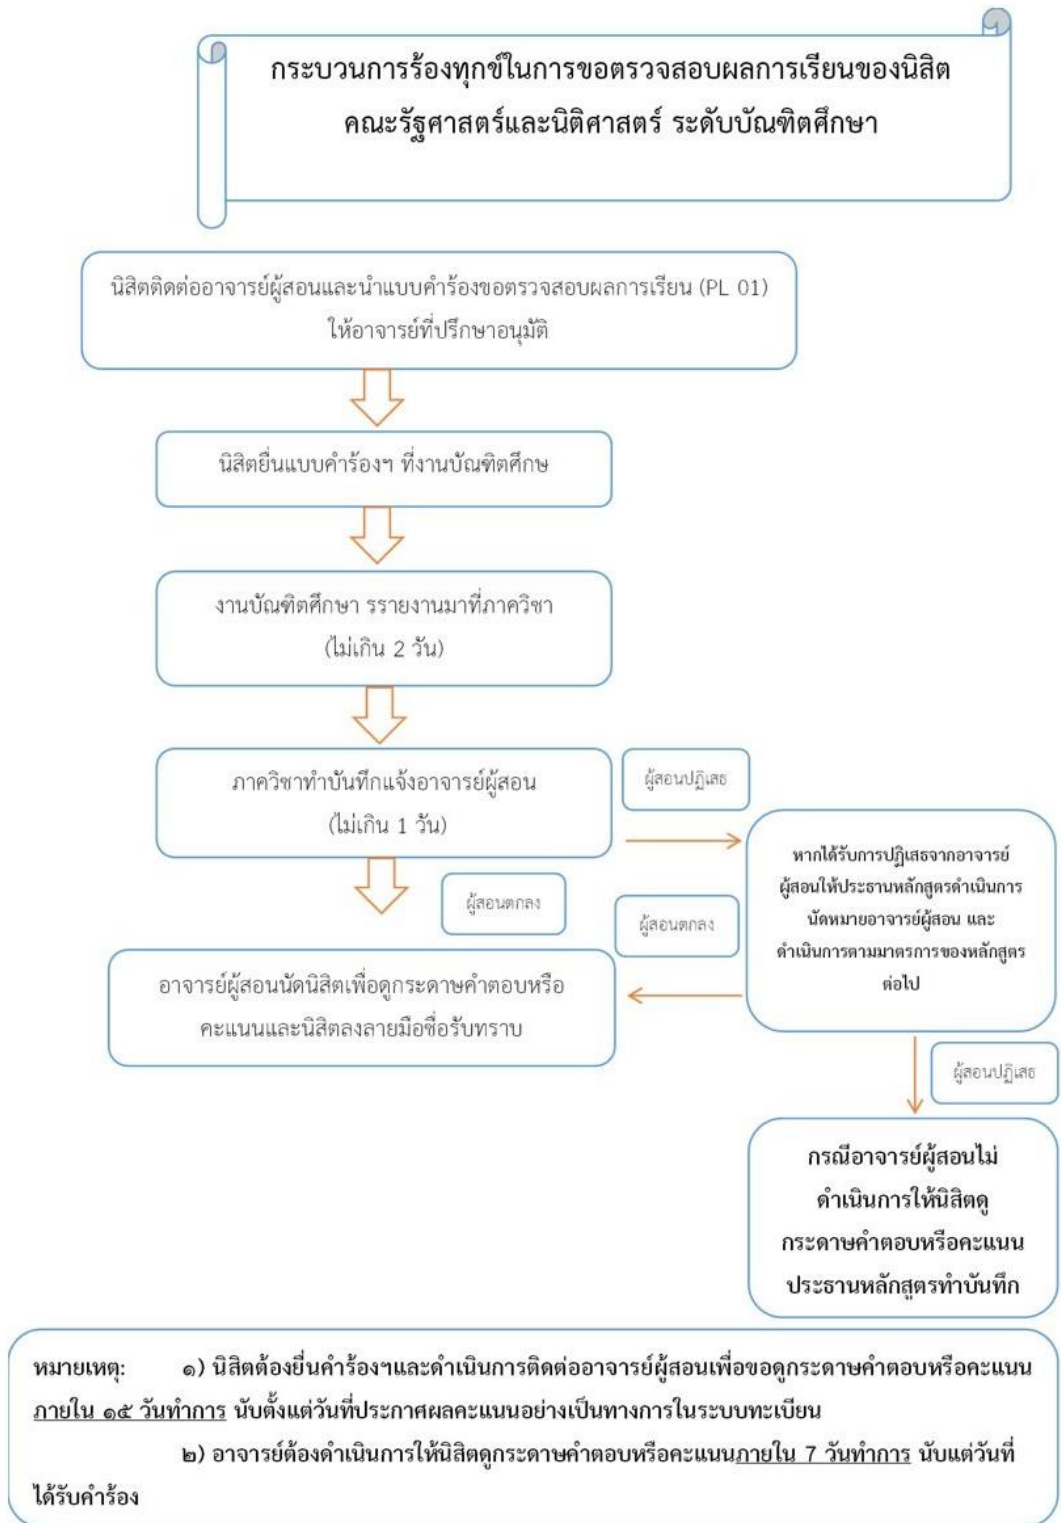 กระบวนการร้องทุกข์ในการขอตรวจสอบผลการเรียนของนิสิต
คณะรัฐศาสตร์และนิติศาสตร์ ระดับบัณฑิตศึกษา
นิสิตติดต่ออาจารย์ผู้สอนและนำแบบคำร้องขอตรวจสอบผลการเรียน (PL 01)
ให้อาจารย์ที่ปรึกษาอนุมัติ
นิสิตยื่นแบบคำร้องฯ ที่งานบัณฑิตศึกษ
งานบัณฑิตศึกษา รรายงานมาที่ภาควิชา
(ไม่เกิน 2 วัน)
ภาควิชาทำบันทึกแจ้งอาจารย์ผู้สอน
(ไม่เกิน 1 วัน)
ผู้สอนปฏิเสธ
หากได้รับการปฏิเสธจากอาจารย์
ผู้สอนให้ประธานหลักสูตรดำเนินการ
นัดหมายอาจารย์ผู้สอน และ
ดำเนินการตามมาตรการของหลักสูตร
ต่อไป
ผู้สอนตกลง
ผู้สอนตกลง
อาจารย์ผู้สอนนัดนิสิตเพื่อดูกระดาษคำตอบหรือ
คะแนนและนิสิตลงลายมือชื่อรับทราบ
ผู้สอนปฏิเสธ
กรณีอาจารย์ผู้สอนไม่
ดำเนินการให้นิสิตดู
กระดาษคำตอบหรือคะแนน
ประธานหลักสูตรทำบันทึก
หมายเหตุ: ๑) นิสิตต้องยื่นคำร้องฯและดำเนินการติดต่ออาจารย์ผู้สอนเพื่อขอดูกระดาษคำตอบหรือคะแนน
ภายใน ๑๕ วันทำการ นับตั้งแต่วันที่ประกาศผลคะแนนอย่างเป็นทางการในระบบทะเบียน
๒) อาจารย์ต้องดำเนินการให้นิสิตดูกระดาษคำตอบหรือคะแนนภายใน 7 วันทำการ นับแต่วันที่
ได้รับคำร้อง